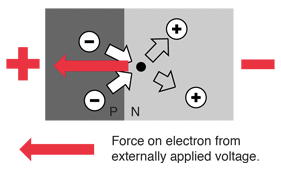 P N
Force on electron from
externally applied voltage.